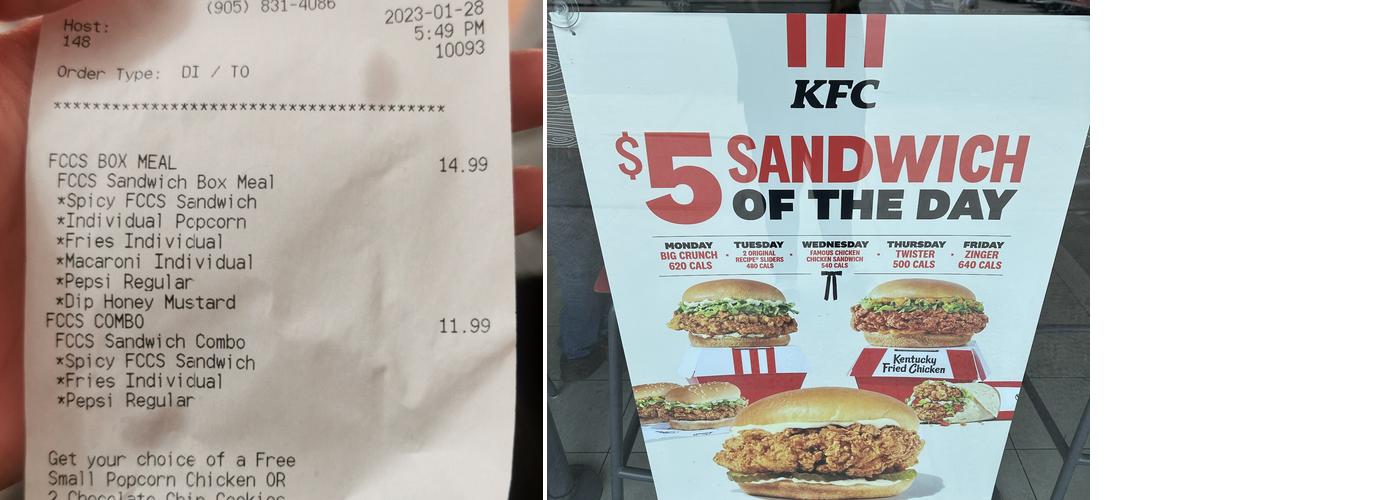 (905) 831-4086
2023-01-28
Host:
5:49 PM
148
10093
Order Type: DI / TO
****************************************
FCCS BOX MEAL 14.99
FCCS Sandwich Box Meal
*Spicy FCCS Sandwich
*Individual Popcorn
*Fries Individual
*Macaroni Individual
*Pepsi Regular
*Dip Honey Mustard
FCCS COMBO 11.99
FCCS Sandwich Combo
*Spicy FCCS Sandwich
*Fries Individual
*Pepsi Regular
Get your choice of a Free
Small Popcorn Chicken OR
2 Chocolate Chip Cookies
KFC
$5 SANDWICH
OF THE DAY
MONDAY
BIG CRUNCH
620 CALS
TUESDAY
2 ORIGINAL
RECIPE® SLIDERS
480 CALS
WEDNESDAY
FAMOUS CHICKEN
CHICKEN SANDWICH
540 CALS
THURSDAY
TWISTER
500 CALS
FRIDAY
ZINGER
640 CALS
Kentucky
Fried Chicken